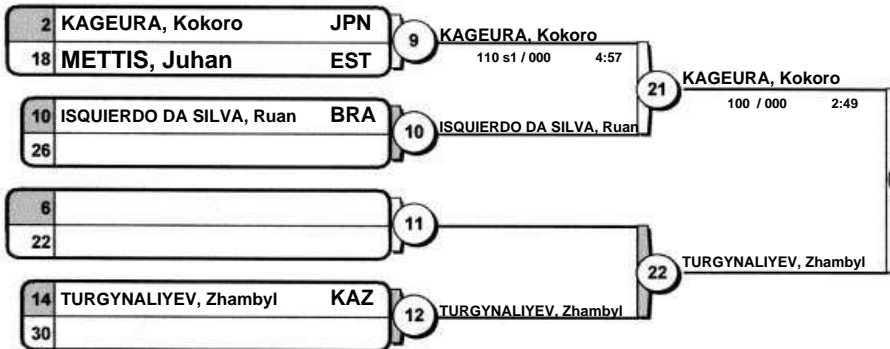 2 KAGEURA, Kokoro JPN
18 METTIS, Juhan EST
9
KAGEURA, Kokoro
110 s1 / 000 4:57
10 ISQUIERDO DA SILVA, Ruan BRA
26
10
ISQUIERDO DA SILVA, Ruan
21
KAGEURA, Kokoro
100 / 000 2:49
6
22
11
14 TURGYNALIYEV, Zhambyl KAZ
30
12
TURGYNALIYEV, Zhambyl
22
TURGYNALIYEV, Zhambyl